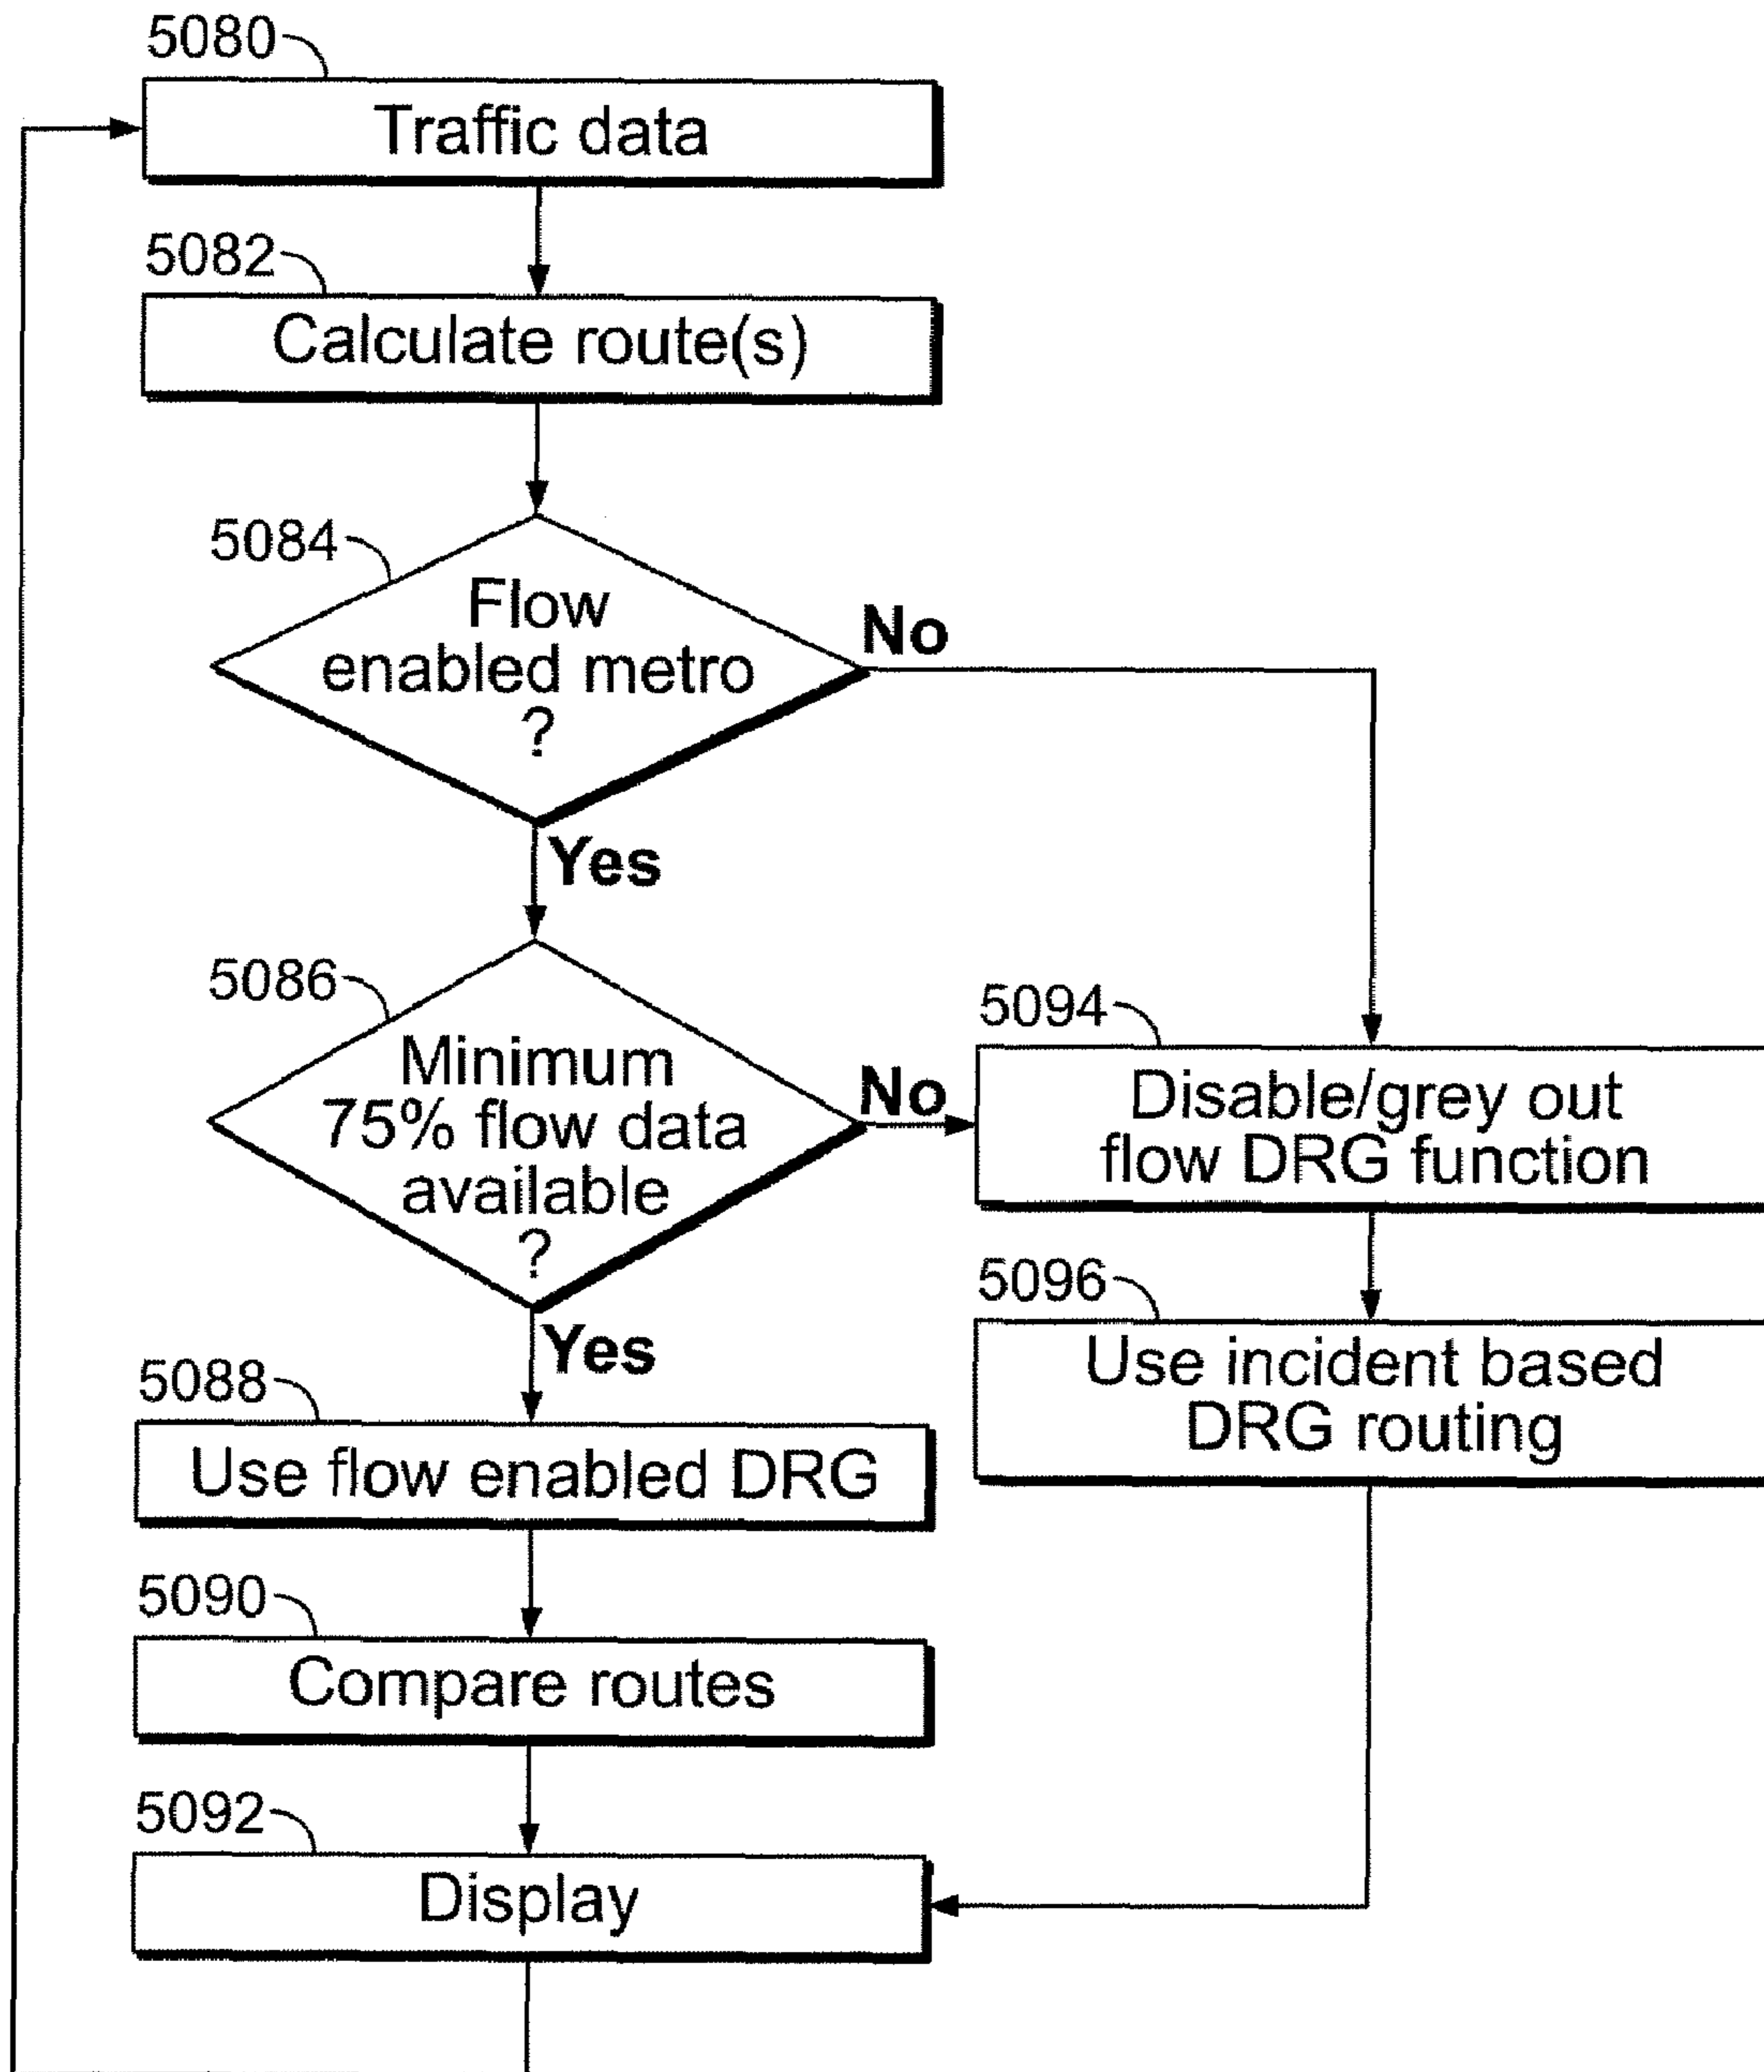 5080
Traffic data
5082
Calculate route(s)
5084
Flow
enabled metro
?
No
Yes
5086
Minimum
75% flow data
available
?
No
Yes
5094
Disable/grey out
flow DRG function
5096
Use incident based
DRG routing
5088
Use flow enabled DRG
5090
Compare routes
5092
Display